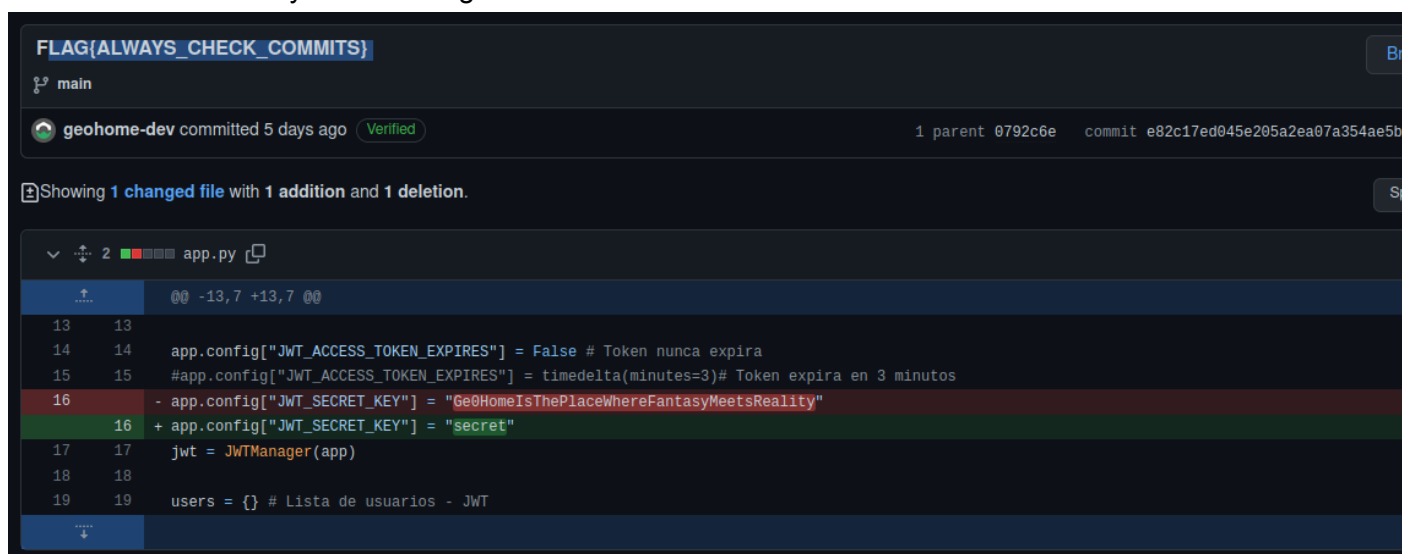 FLAG{ALWAYS_CHECK_COMMITS}
main
geohome-dev committed 5 days ago Verified 1 parent 0792c6e commit e82c17ed045e205a2ea07a354ae5b
Showing 1 changed file with 1 addition and 1 deletion.
2 app.py
@@ -13,7 +13,7 @@
13 13
14 14 app.config["JWT_ACCESS_TOKEN_EXPIRES"] = False # Token nunca expira
15 15 #app.config["JWT_ACCESS_TOKEN_EXPIRES"] = timedelta(minutes=3)# Token expira en 3 minutos
16 - app.config["JWT_SECRET_KEY"] = "Ge0HomeIsThePlaceWhereFantasyMeetsReality"
16 + app.config["JWT_SECRET_KEY"] = "secret"
17 17 jwt = JWTManager(app)
18 18
19 19 users = {} # Lista de usuarios - JWT